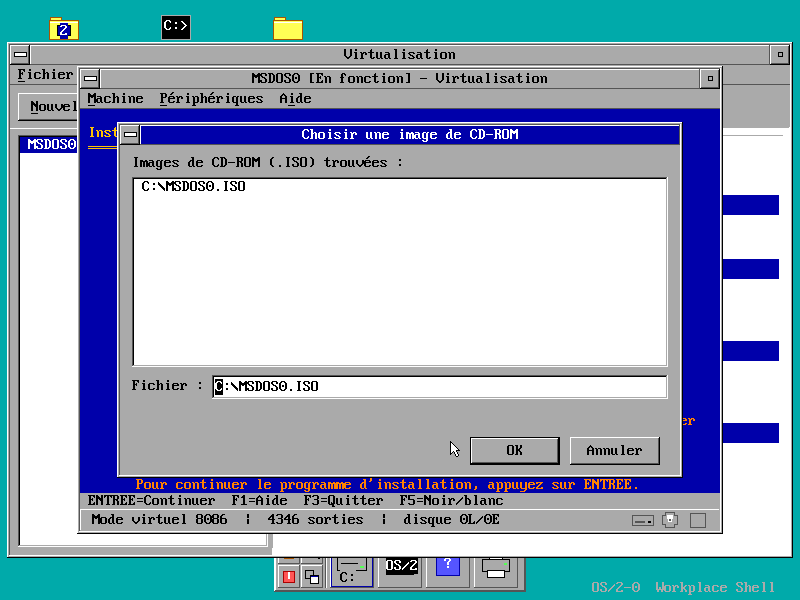 2
C:\>
Virtualisation
Fichier
MSDOS0 [En fonction] - Virtualisation
Machine Périphériques Aide
Nouvel
Inst
Choisir une image de CD-ROM
MSDOS0
Images de CD-ROM (.ISO) trouvées :
C:\MSDOS0.ISO
Fichier : C:\MSDOS0.ISO
er
OK Annuler
Pour continuer le programme d'installation, appuyez sur ENTREE.
ENTREE=Continuer F1=Aide F3=Quitter F5=Noir/blanc
Mode virtuel 8086 ¦ 4346 sorties ¦ disque 0L/0E
C: OS/2 ?
OS/2-0 Workplace Shell